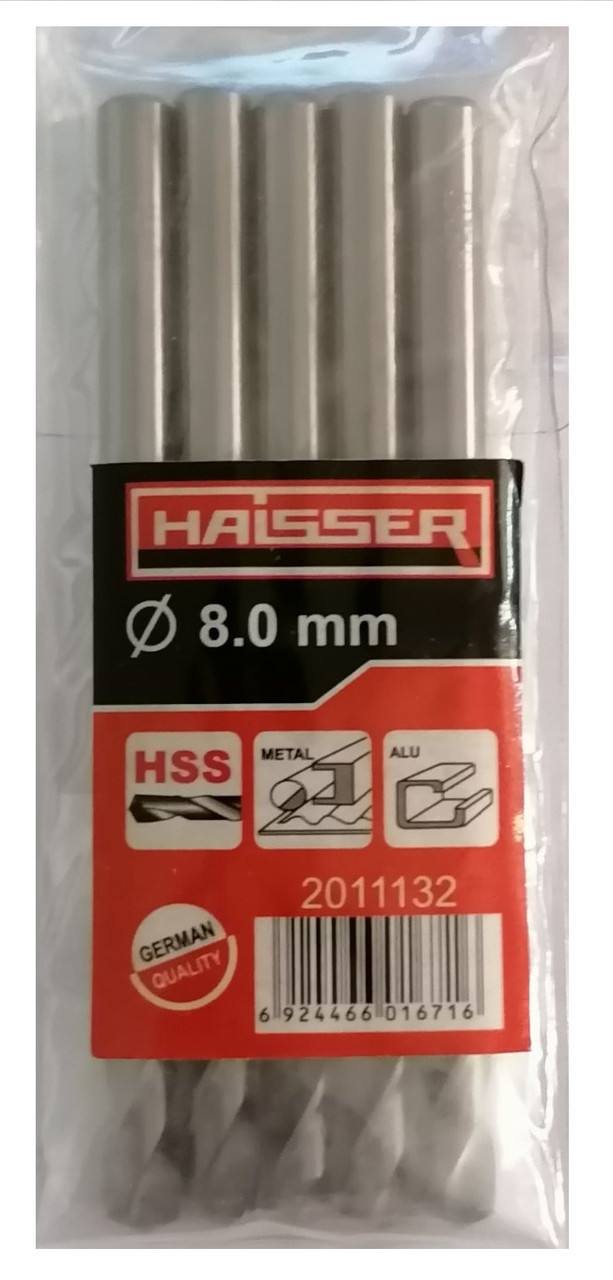 HAISSER
Ø 8.0 mm
HSS
METAL
ALU
2011132
GERMAN
QUALITY
6 924466 016716